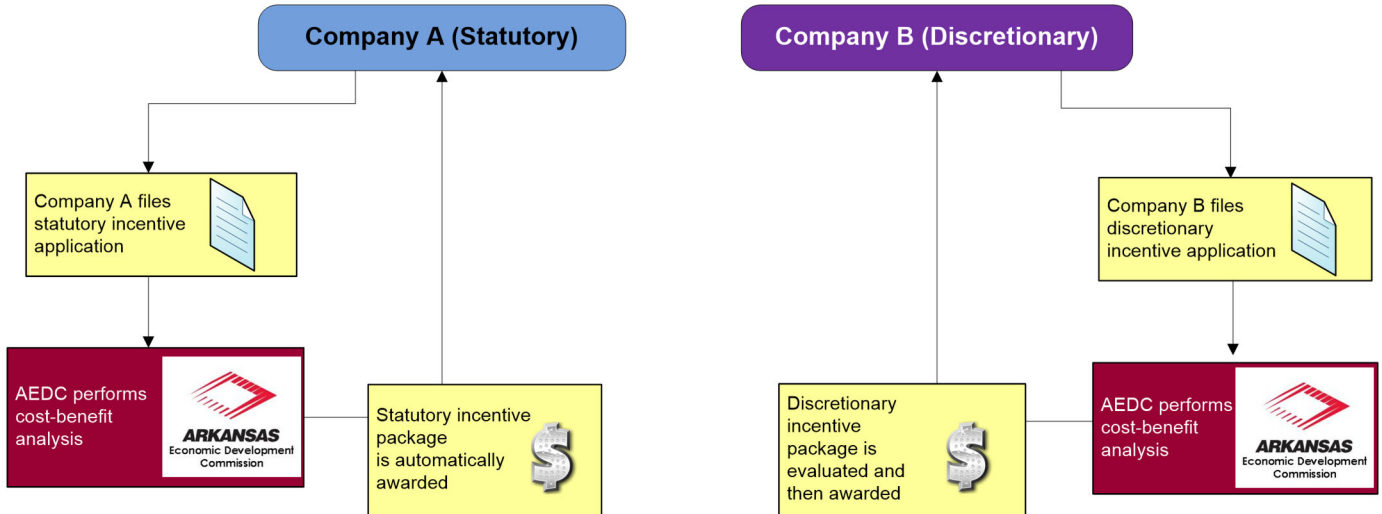 Company A (Statutory)
Company A files
statutory incentive
application
AEDC performs
cost-benefit
analysis
ARKANSAS
Economic Development
Commission
Statutory incentive
package
is automatically
awarded
$
Company B (Discretionary)
Company B files
discretionary
incentive application
AEDC performs
cost-benefit
analysis
ARKANSAS
Economic Development
Commission
Discretionary
incentive
package is
evaluated and
then awarded
$